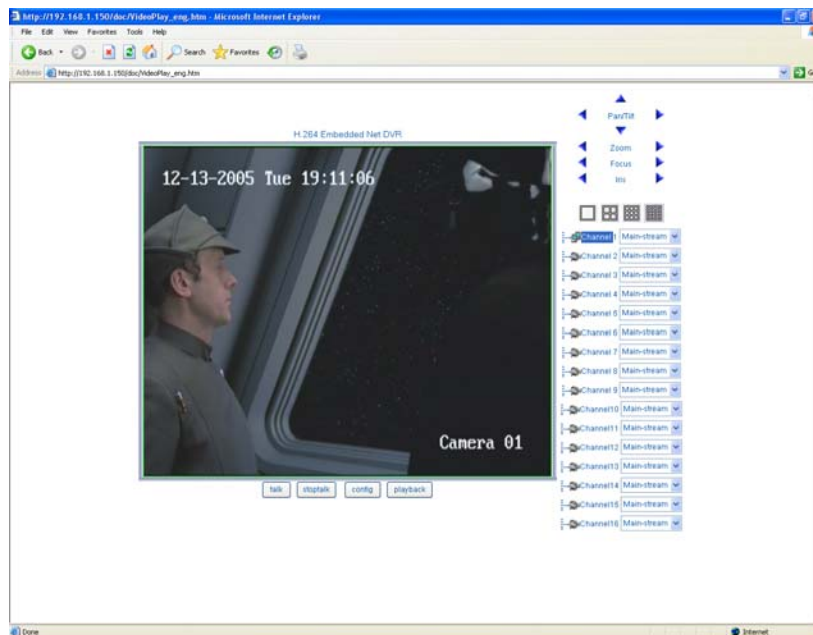 http://192.168.1.150/doc/VideoPlay_eng.htm - Microsoft Internet Explorer
File Edit View Favorites Tools Help
Back Search Favorites
Address http://192.168.1.150/doc/VideoPlay_eng.htm G
Pan/Tilt
H.264 Embedded Net DVR
Zoom
Focus
Iris
12-13-2005 Tue 19:11:06
Channel 1 Main-stream
Channel 2 Main-stream
Channel 3 Main-stream
Channel 4 Main-stream
Channel 5 Main-stream
Channel 6 Main-stream
Channel 7 Main-stream
Channel 8 Main-stream
Channel 9 Main-stream
Channel10 Main-stream
Channel11 Main-stream
Camera 01
Channel12 Main-stream
Channel13 Main-stream
talk stoptalk config playback
Channel14 Main-stream
Channel15 Main-stream
Channel16 Main-stream
Done Internet